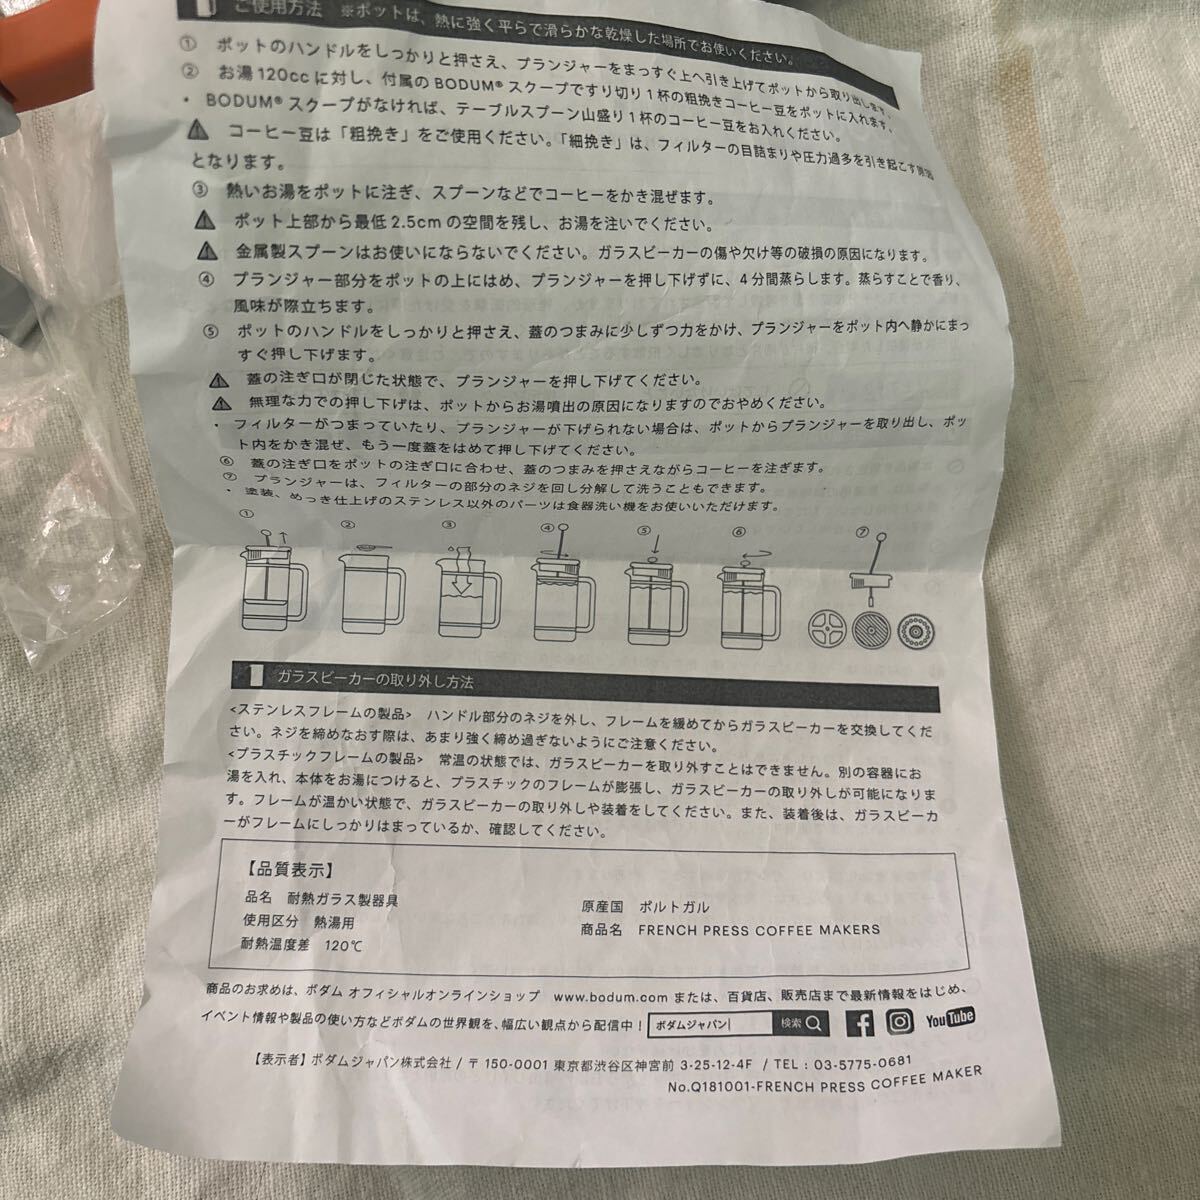 ご使用方法 ※ポットは、熱に強く平らで滑らかな乾燥した場所でお使いください。
① ポットのハンドルをしっかりと押さえ、プランジャーをまっすぐ上へ引き上げてポットから取り出します。
② お湯120ccに対し、付属のBODUM®スクープですり切り1杯の粗挽きコーヒー豆をポットに入れます。
・ BODUM®スクープがなければ、テーブルスプーン山盛り1杯のコーヒー豆をお入れください。
⚠ コーヒー豆は「粗挽き」をご使用ください。「細挽き」は、フィルターの目詰まりや圧力過多を引き起こす原因
となります。
③ 熱いお湯をポットに注ぎ、スプーンなどでコーヒーをかき混ぜます。
⚠ ポット上部から最低2.5cmの空間を残し、お湯を注いでください。
⚠ 金属製スプーンはお使いにならないでください。ガラスビーカーの傷や欠け等の破損の原因になります。
④ プランジャー部分をポットの上にはめ、プランジャーを押し下げずに、4分間蒸らします。蒸らすことで香り、
風味が際立ちます。
⑤ ポットのハンドルをしっかりと押さえ、蓋のつまみに少しずつ力をかけ、プランジャーをポット内へ静かにまっ
すぐ押し下げます。
⚠ 蓋の注ぎ口が閉じた状態で、プランジャーを押し下げてください。
⚠ 無理な力での押し下げは、ポットからお湯噴出の原因になりますのでおやめください。
・ フィルターがつまっていたり、プランジャーが下げられない場合は、ポットからプランジャーを取り出し、ポッ
ト内をかき混ぜ、もう一度蓋をはめて押し下げてください。
⑥ 蓋の注ぎ口をポットの注ぎ口に合わせ、蓋のつまみを押さえながらコーヒーを注ぎます。
⑦ プランジャーは、フィルターの部分のネジを回し分解して洗うこともできます。
・ 塗装、めっき仕上げのステンレス以外のパーツは食器洗い機をお使いいただけます。
① ② ③ ④ ⑤ ⑥ ⑦
ガラスビーカーの取り外し方法
<ステンレスフレームの製品> ハンドル部分のネジを外し、フレームを緩めてからガラスビーカーを交換してくだ
さい。ネジを締めなおす際は、あまり強く締め過ぎないようにご注意ください。
<プラスチックフレームの製品> 常温の状態では、ガラスビーカーを取り外すことはできません。別の容器にお
湯を入れ、本体をお湯につけると、プラスチックのフレームが膨張し、ガラスビーカーの取り外しが可能になりま
す。フレームが温かい状態で、ガラスビーカーの取り外しや装着をしてください。また、装着後は、ガラスビーカ
ーがフレームにしっかりはまっているか、確認してください。
【品質表示】
品名 耐熱ガラス製器具
使用区分 熱湯用
耐熱温度差 120℃
原産国 ポルトガル
商品名 FRENCH PRESS COFFEE MAKERS
商品のお求めは、ボダム オフィシャルオンラインショップ www.bodum.com または、百貨店、販売店まで最新情報をはじめ、
イベント情報や製品の使い方などボダムの世界観を、幅広い観点から配信中！ ボダムジャパン 検索 YouTube
【表示者】ボダムジャパン株式会社 / 〒150-0001 東京都渋谷区神宮前 3-25-12-4F / TEL : 03-5775-0681
No.Q181001-FRENCH PRESS COFFEE MAKER